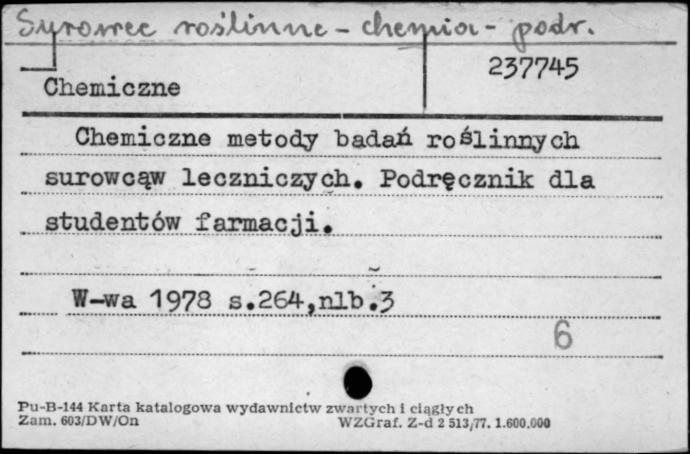 Surowce roślinne - chemia - podr.
237745
Chemiczne
Chemiczne metody badań roślinnych
surowcąw leczniczych. Podręcznik dla
studentów farmacji.
W-wa 1978 s.264,nlb.3
6
Pu-B-144 Karta katalogowa wydawnictw zwartych i ciągłych
Zam. 603/DW/On WZGraf. Z-d 2 513/77. 1.600.000